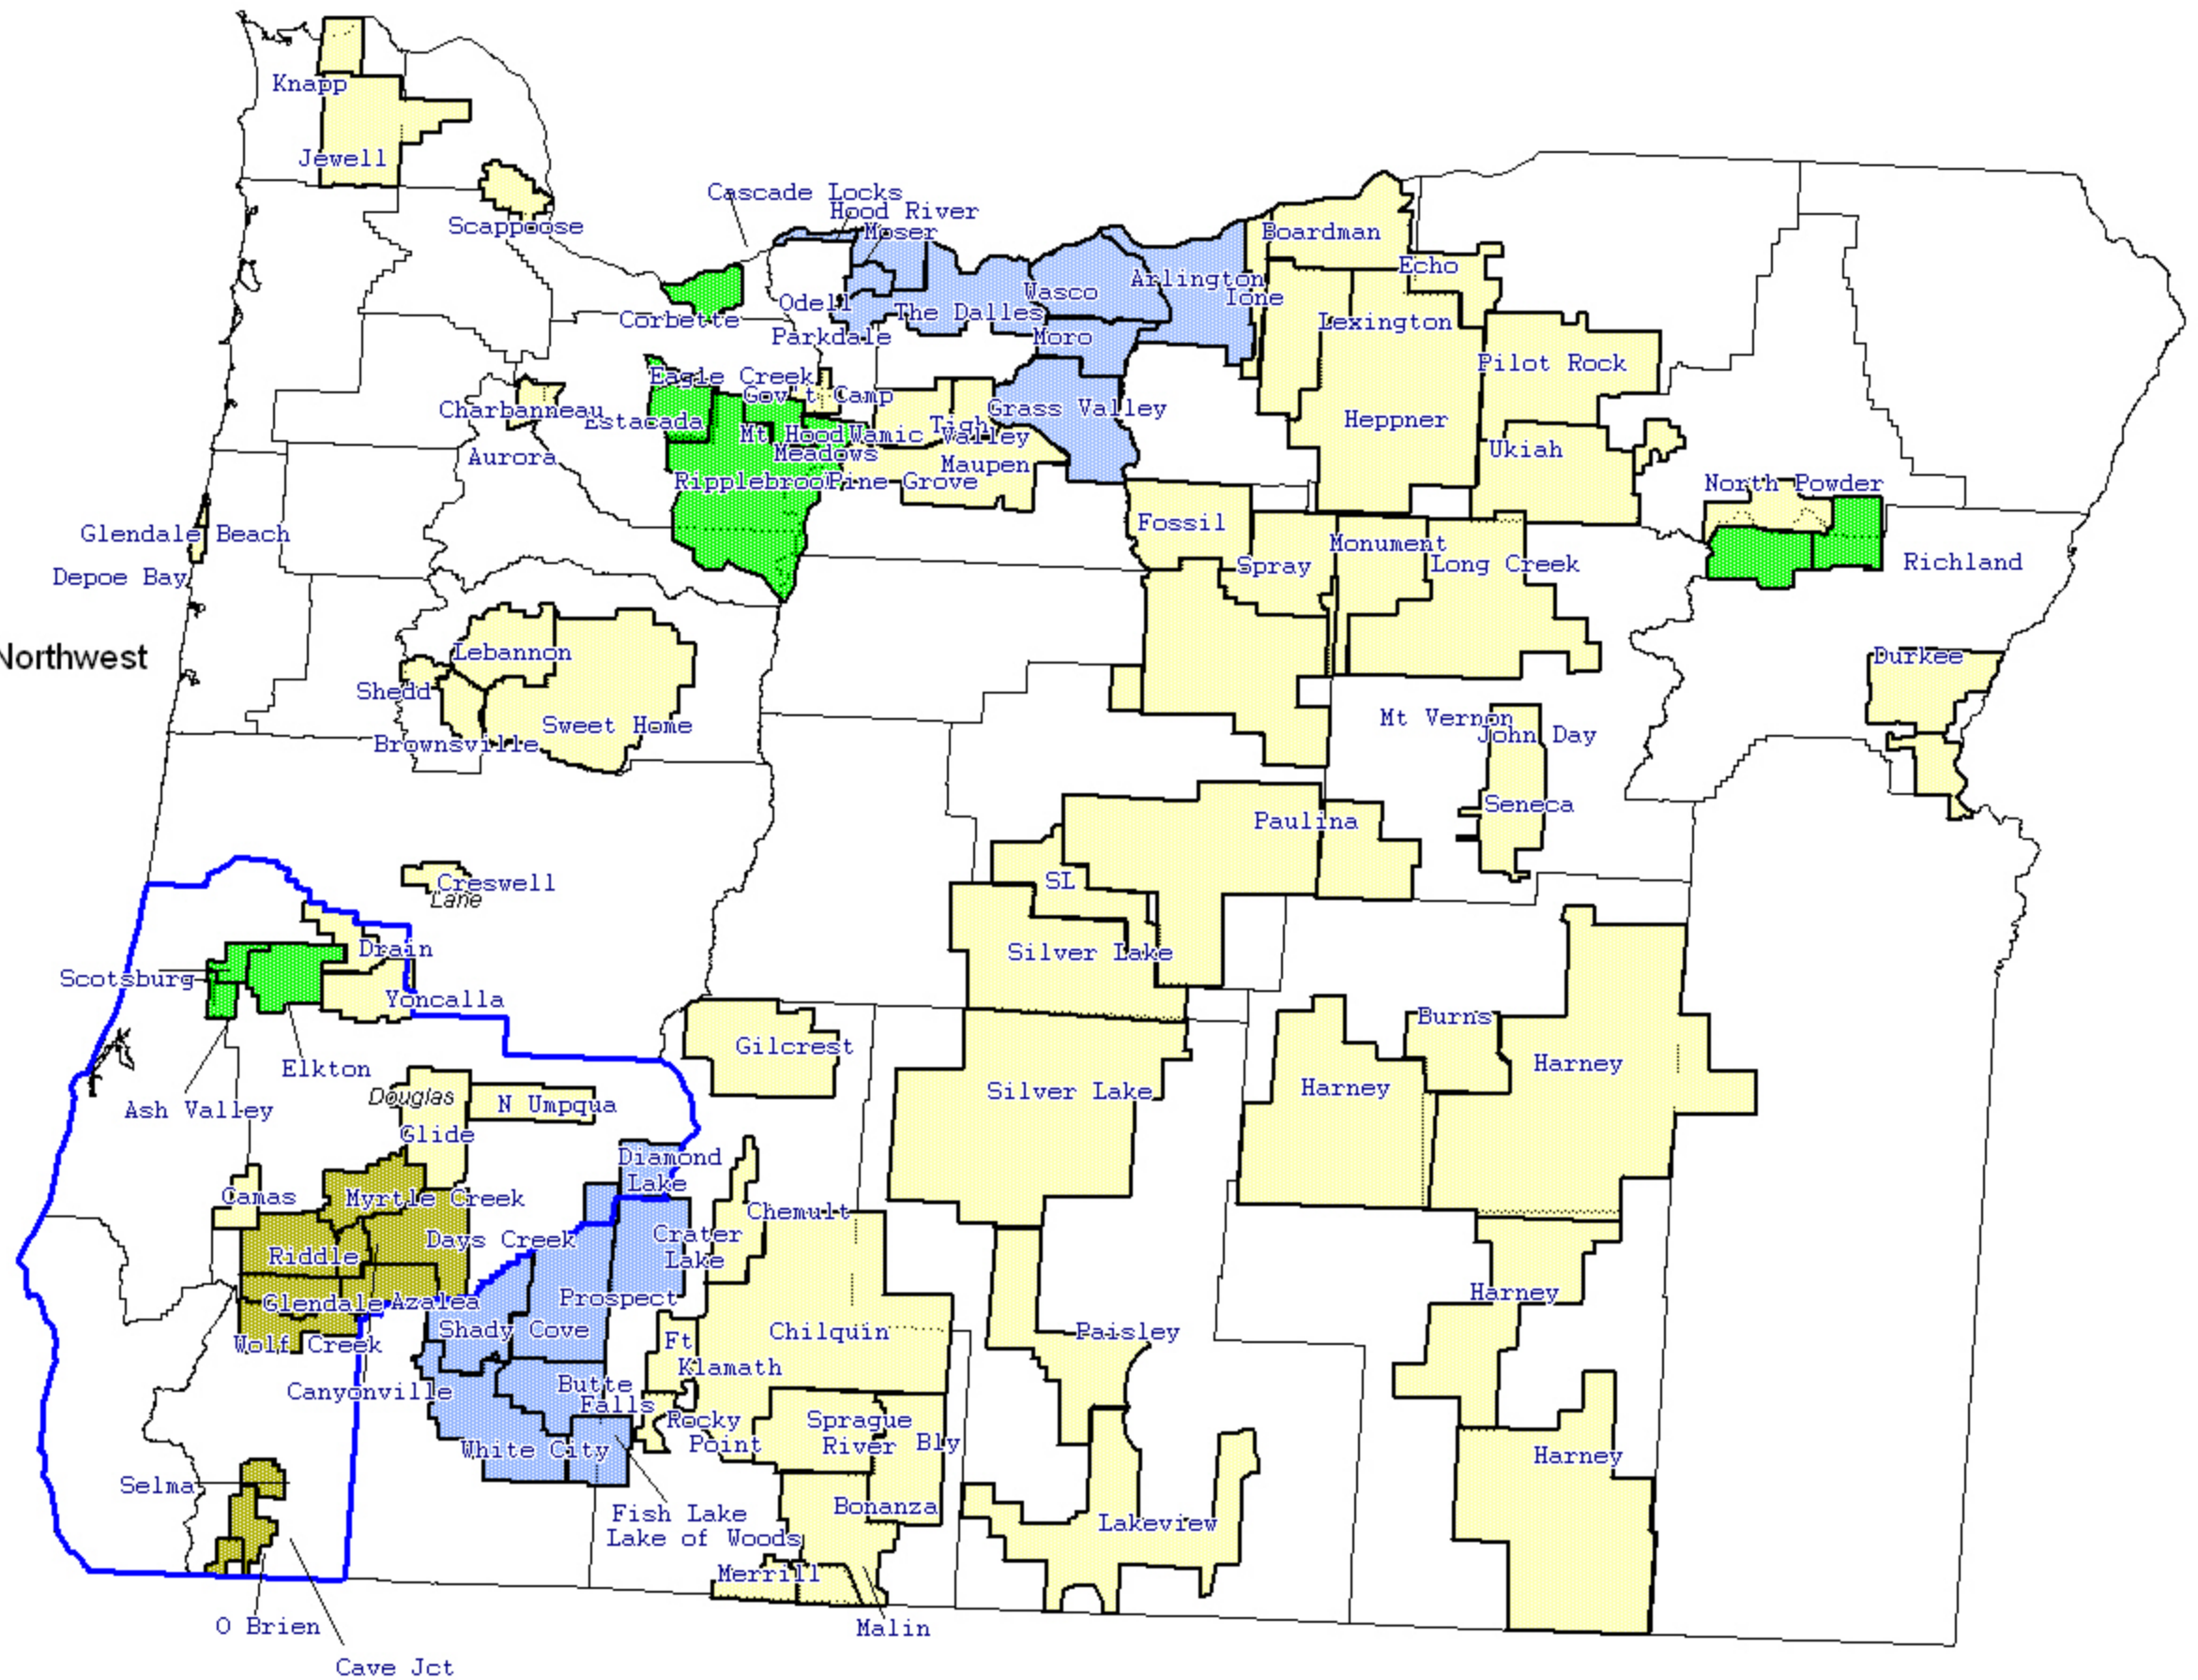 Knapp
Jewell
Scappoose
Cascade Locks
Hood River
Moser
Boardman
Echo
Arlington
Ione
Wasco
Odell
The Dalles
Corbette
Lexington
Parkdale
Moro
Pilot Rock
Eagle Creek
Gov't Camp
Charbanneau
Estacada
Grass Valley
Heppner
Tigh
Valley
Mt Hood
Meadows
Wamic
Ukiah
Aurora
Maupen
Ripplebroo
Pine Grove
North Powder
Fossil
Glendale Beach
Monument
Richland
Spray
Long Creek
Depoe Bay
Northwest
Lebannon
Durkee
Shedd
Sweet Home
Mt Vernon
John Day
Brownsville
Seneca
Paulina
Creswell
Lane
SL
Drain
Silver Lake
Scotsburg
Yoncalla
Burns
Gilcrest
Elkton
Harney
Harney
Silver Lake
Douglas
N Umpqua
Ash Valley
Glide
Diamond
Lake
Camas
Myrtle Creek
Chemult
Crater
Lake
Days Creek
Riddle
Prospect
Harney
Glendale
Azalea
Shady Cove
Chilquin
Paisley
Wolf Creek
Ft
Klamath
Canyonville
Butte
Falls
Rocky
Point
Sprague
River
Bly
White City
Harney
Selma
Bonanza
Fish Lake
Lake of Woods
Lakeview
Merrill
O Brien
Malin
Cave Jct